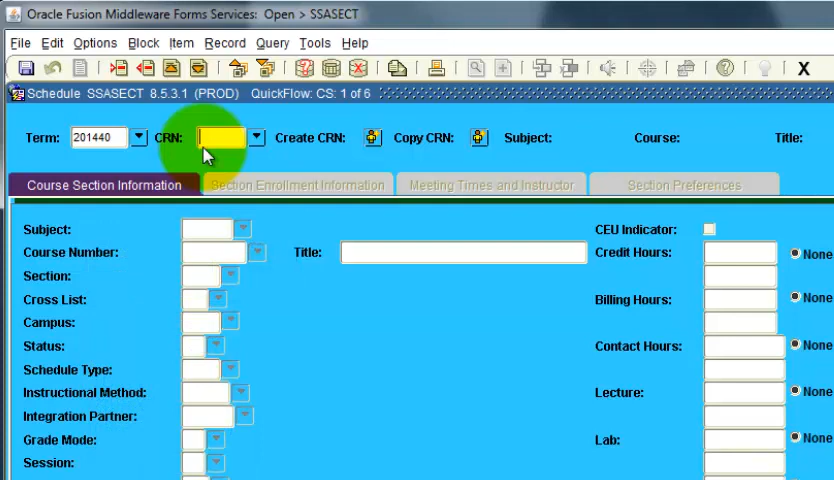 Oracle Fusion Middleware Forms Services: Open > SSASECT
File Edit Options Block Item Record Query Tools Help
X
Schedule SSASECT 8.5.3.1 (PROD) QuickFlow: CS: 1 of 6
Term: 201440 CRN: Create CRN: Copy CRN: Subject: Course: Title:
Course Section Information Section Enrollment Information Meeting Times and Instructor Section Preferences
Subject: CEU Indicator:
Course Number: Title: Credit Hours: None
Section:
Cross List: Billing Hours: None
Campus:
Status: Contact Hours: None
Schedule Type:
Instructional Method: Lecture: None
Integration Partner:
Grade Mode: Lab: None
Session: